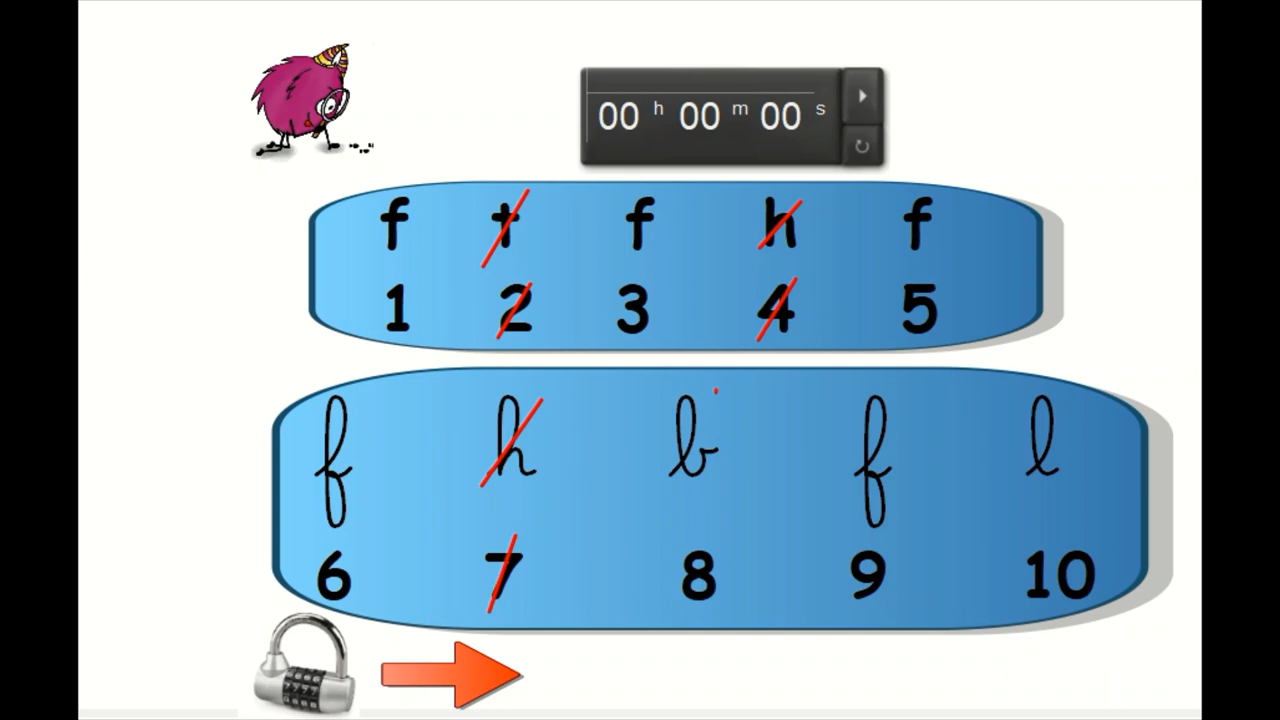 00 h 00 m 00 s
f t f h f
1 2 3 4 5
f h b f l
6 7 8 9 10